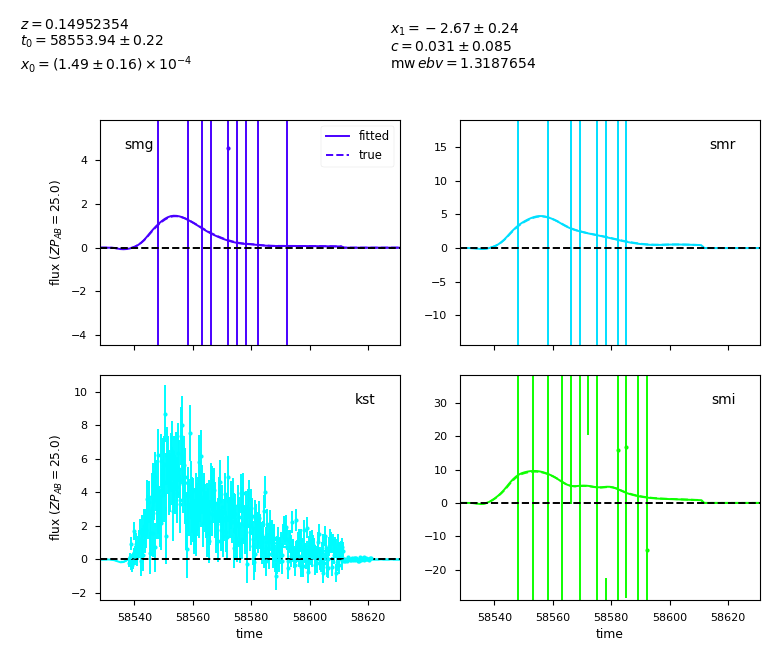 z = 0.14952354
t₀ = 58553.94 ± 0.22
x₀ = (1.49 ± 0.16) × 10⁻⁴
x₁ = −2.67 ± 0.24
c = 0.031 ± 0.085
mw ebv = 1.3187654
smg
fitted
true
4
2
0
−2
−4
flux (ZP_AB = 25.0)
smr
15
10
5
0
−5
−10
kst
10
8
6
4
2
0
−2
flux (ZP_AB = 25.0)
58540 58560 58580 58600 58620
time
smi
30
20
10
0
−10
−20
58540 58560 58580 58600 58620
time